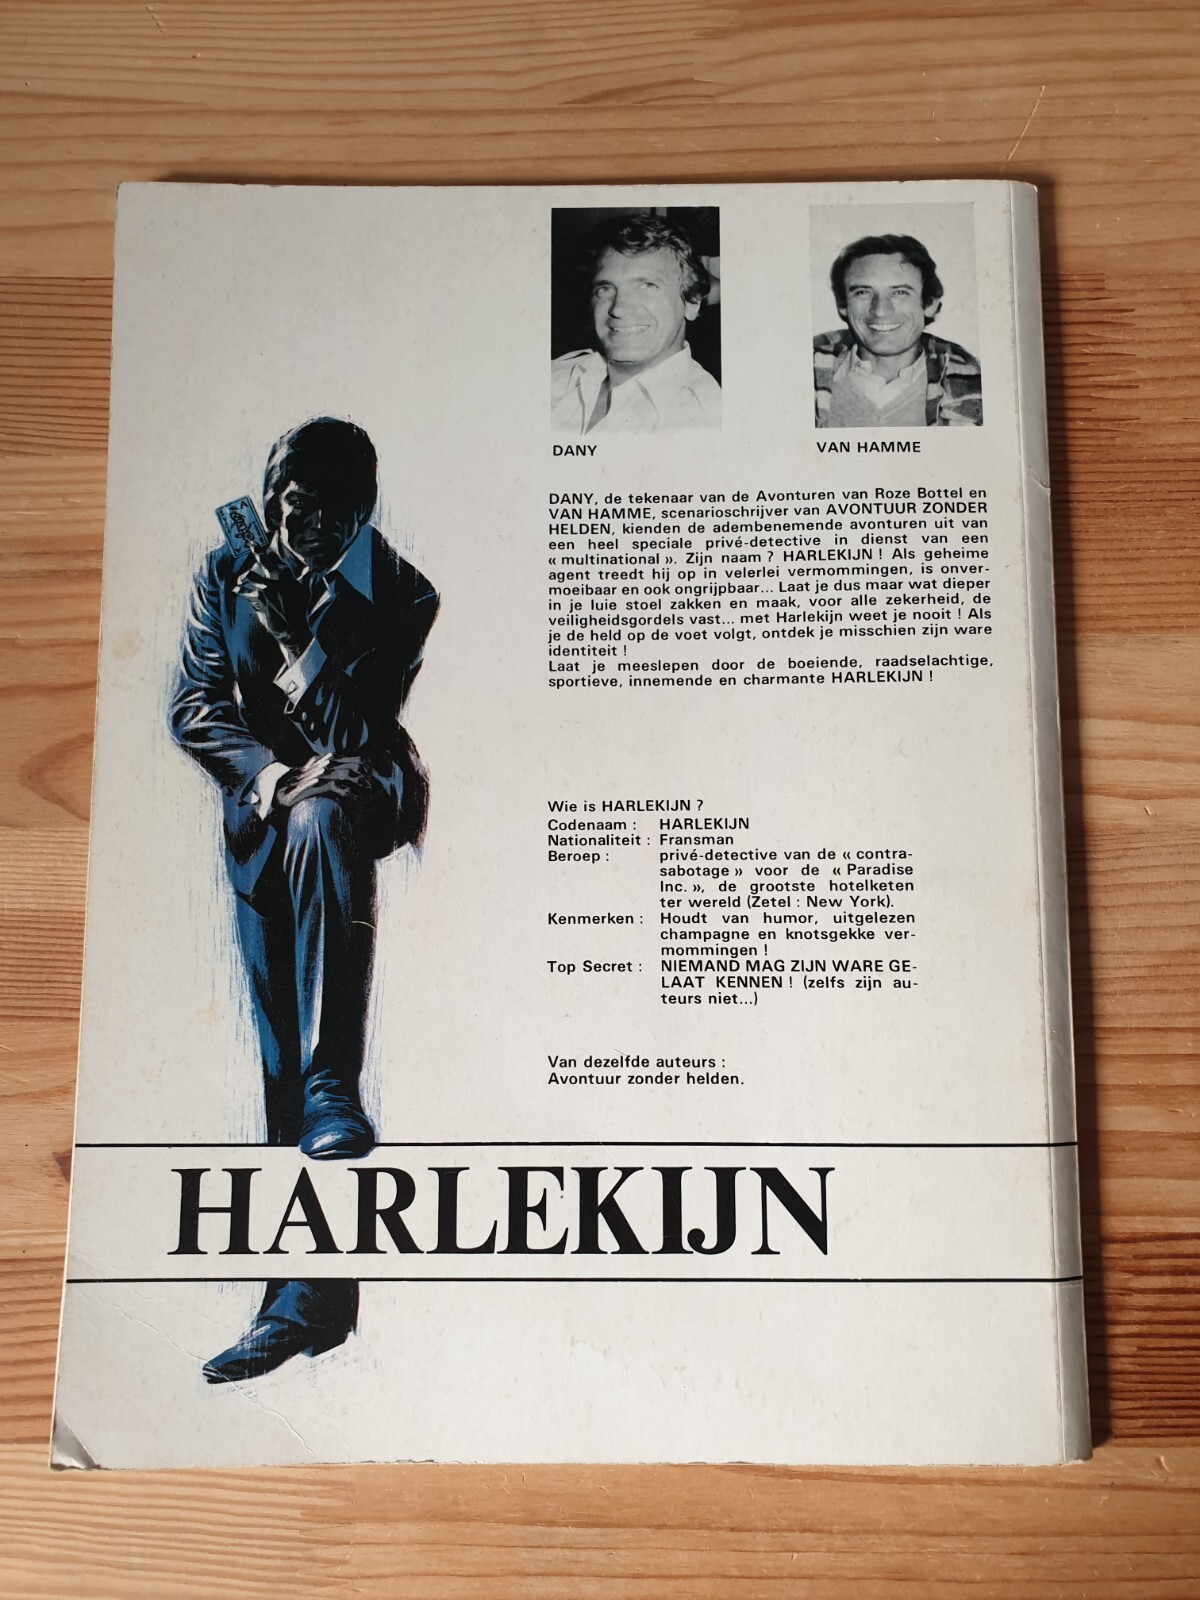 DANY
VAN HAMME
DANY, de tekenaar van de Avonturen van Roze Bottel en
VAN HAMME, scenarioschrijver van AVONTUUR ZONDER
HELDEN, kienden de adembenemende avonturen uit van
een heel speciale privé-detective in dienst van een
« multinational ». Zijn naam ? HARLEKIJN ! Als geheime
agent treedt hij op in velerlei vermommingen, is onver-
moeibaar en ook ongrijpbaar... Laat je dus maar wat dieper
in je luie stoel zakken en maak, voor alle zekerheid, de
veiligheidsgordels vast... met Harlekijn weet je nooit ! Als
je de held op de voet volgt, ontdek je misschien zijn ware
identiteit !
Laat je meeslepen door de boeiende, raadselachtige,
sportieve, innemende en charmante HARLEKIJN !
Wie is HARLEKIJN ?
Codenaam : HARLEKIJN
Nationaliteit : Fransman
Beroep : privé-detective van de « contra-
sabotage » voor de « Paradise
Inc. », de grootste hotelketen
ter wereld (Zetel : New York).
Kenmerken : Houdt van humor, uitgelezen
champagne en knotsgekke ver-
mommingen !
Top Secret : NIEMAND MAG ZIJN WARE GE-
LAAT KENNEN ! (zelfs zijn au-
teurs niet...)
Van dezelfde auteurs :
Avontuur zonder helden.
HARLEKIJN